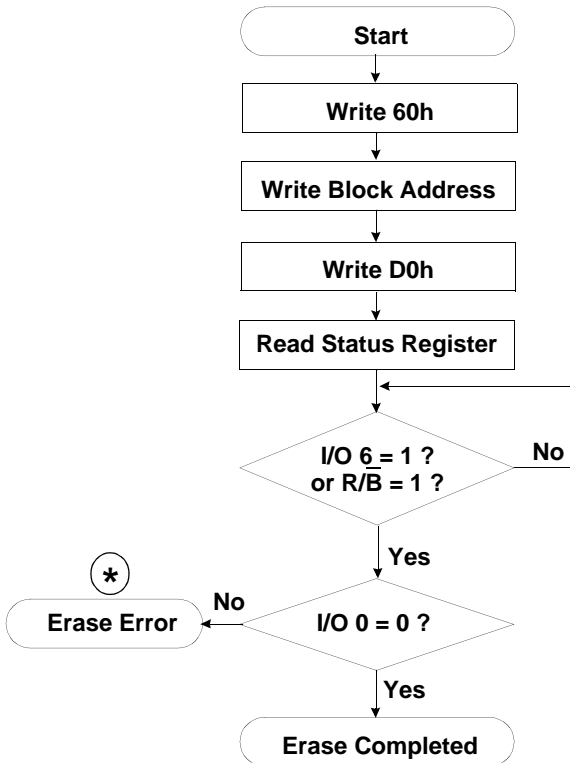 Start
Write 60h
Write Block Address
Write D0h
Read Status Register
I/O 6 = 1 ?
or R/B̅ = 1 ?
No
Yes
*
No
Erase Error
I/O 0 = 0 ?
Yes
Erase Completed